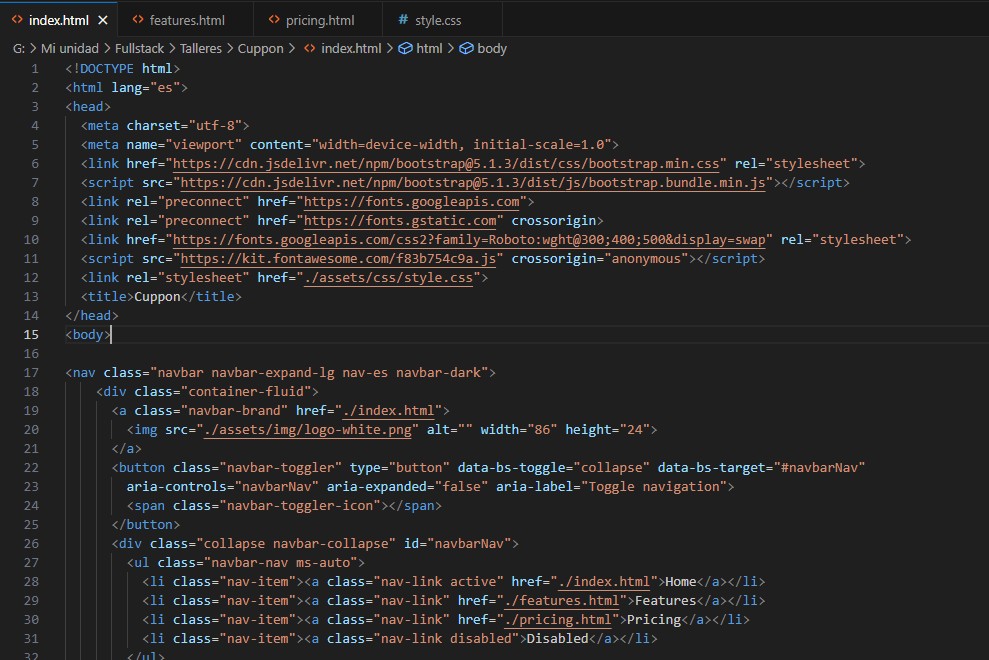 index.html features.html pricing.html # style.css
G: > Mi unidad > Fullstack > Talleres > Cuppon > index.html > html > body
1 <!DOCTYPE html>
2 <html lang="es">
3 <head>
4 <meta charset="utf-8">
5 <meta name="viewport" content="width=device-width, initial-scale=1.0">
6 <link href="https://cdn.jsdelivr.net/npm/bootstrap@5.1.3/dist/css/bootstrap.min.css" rel="stylesheet">
7 <script src="https://cdn.jsdelivr.net/npm/bootstrap@5.1.3/dist/js/bootstrap.bundle.min.js"></script>
8 <link rel="preconnect" href="https://fonts.googleapis.com">
9 <link rel="preconnect" href="https://fonts.gstatic.com" crossorigin>
10 <link href="https://fonts.googleapis.com/css2?family=Roboto:wght@300;400;500&display=swap" rel="stylesheet">
11 <script src="https://kit.fontawesome.com/f83b754c9a.js" crossorigin="anonymous"></script>
12 <link rel="stylesheet" href="./assets/css/style.css">
13 <title>Cuppon</title>
14 </head>
15 <body>
16
17 <nav class="navbar navbar-expand-lg nav-es navbar-dark">
18 <div class="container-fluid">
19 <a class="navbar-brand" href="./index.html">
20 <img src="./assets/img/logo-white.png" alt="" width="86" height="24">
21 </a>
22 <button class="navbar-toggler" type="button" data-bs-toggle="collapse" data-bs-target="#navbarNav"
23 aria-controls="navbarNav" aria-expanded="false" aria-label="Toggle navigation">
24 <span class="navbar-toggler-icon"></span>
25 </button>
26 <div class="collapse navbar-collapse" id="navbarNav">
27 <ul class="navbar-nav ms-auto">
28 <li class="nav-item"><a class="nav-link active" href="./index.html">Home</a></li>
29 <li class="nav-item"><a class="nav-link" href="./features.html">Features</a></li>
30 <li class="nav-item"><a class="nav-link" href="./pricing.html">Pricing</a></li>
31 <li class="nav-item"><a class="nav-link disabled">Disabled</a></li>
32 </ul>